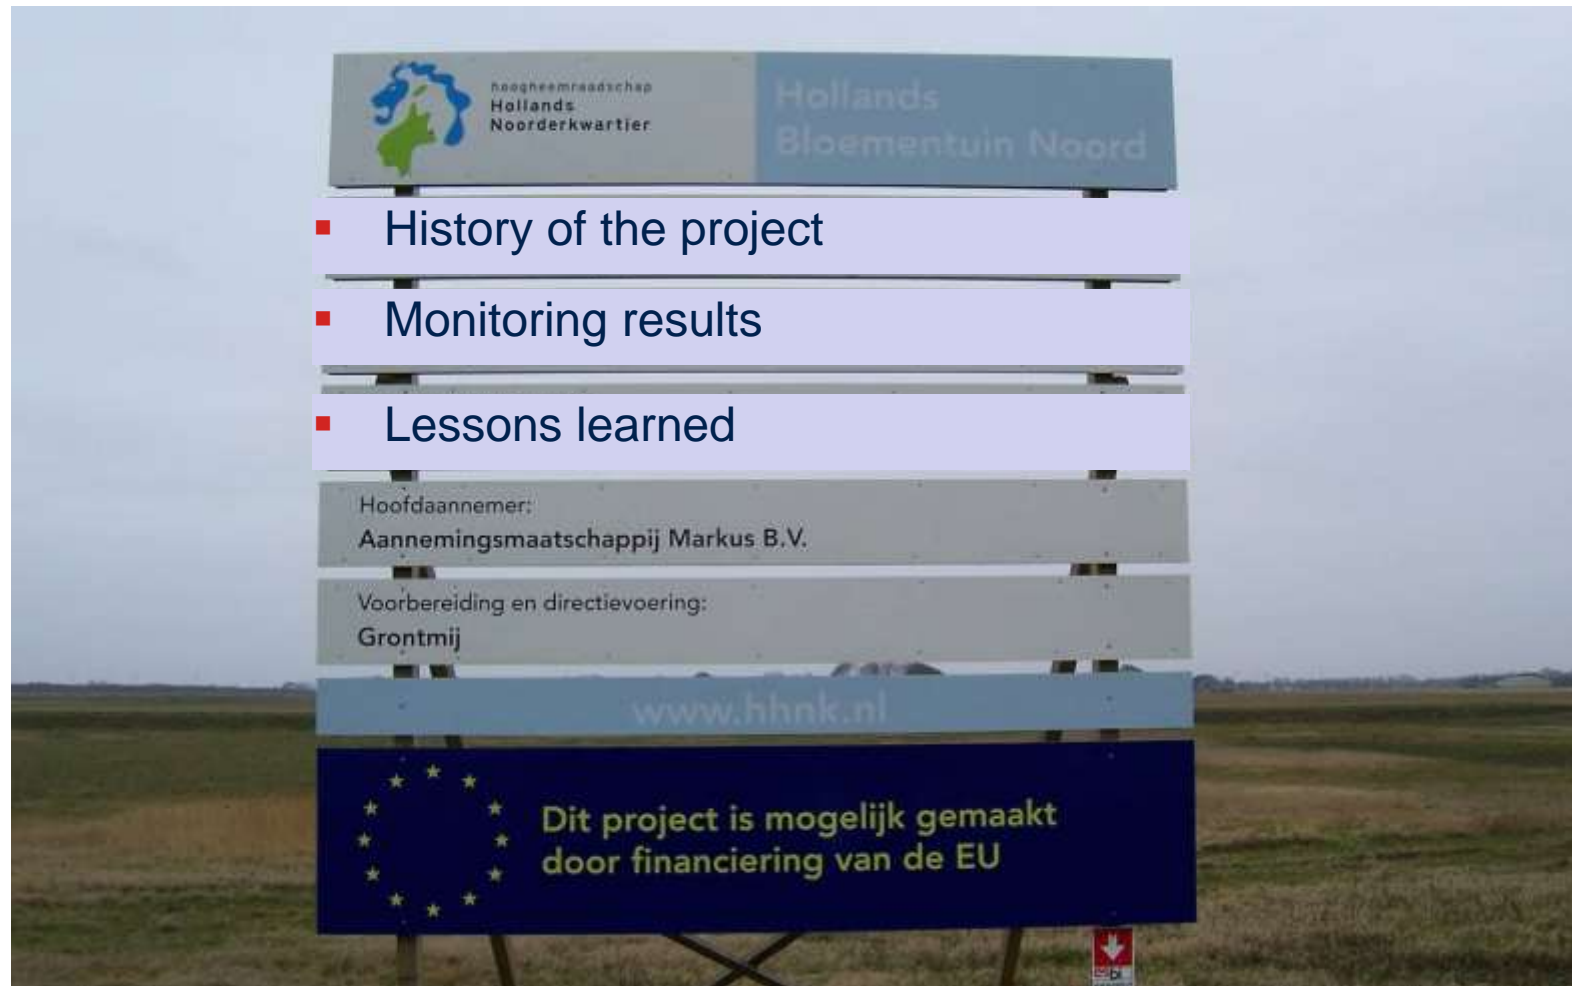 hoogheemraadschap
Hollands
Noorderkwartier
Hollands
Bloementuin Noord
▪ History of the project
▪ Monitoring results
▪ Lessons learned
Hoofdaannemer:
Aannemingsmaatschappij Markus B.V.
Voorbereiding en directievoering:
Grontmij
www.hhnk.nl
Dit project is mogelijk gemaakt
door financiering van de EU